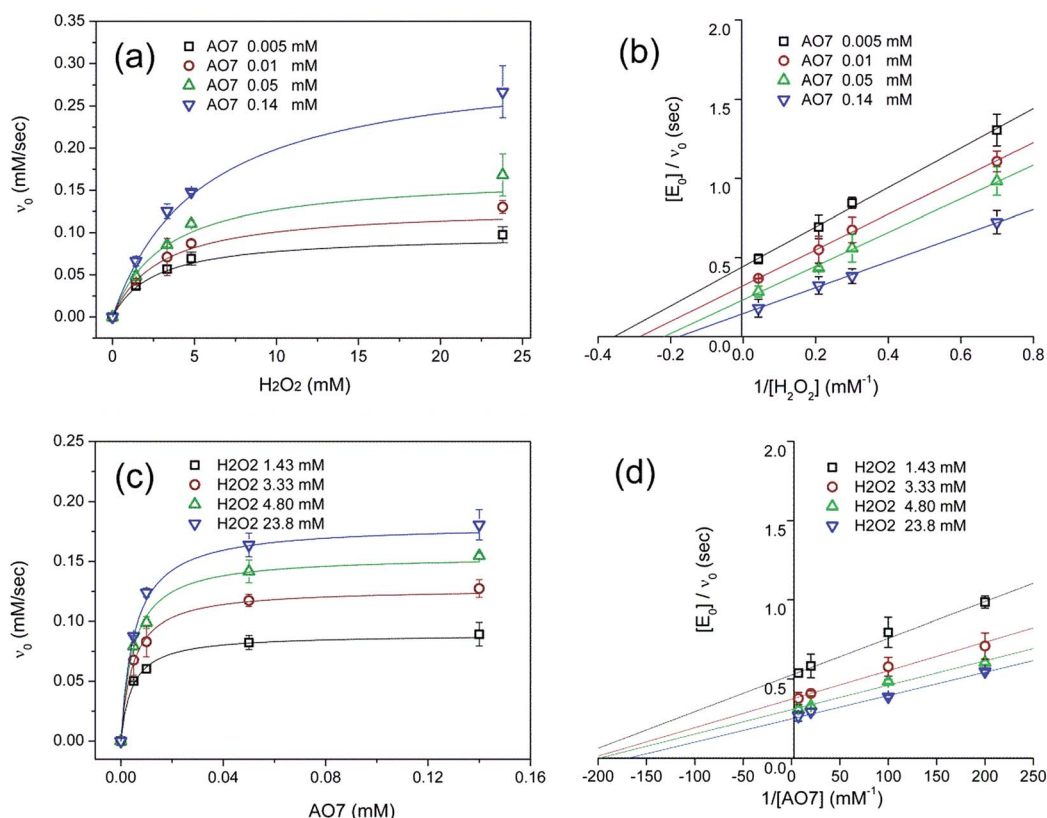 (a)
AO7 0.005 mM
AO7 0.01 mM
AO7 0.05 mM
AO7 0.14 mM
0.35
0.30
0.25
0.20
0.15
0.10
0.05
0.00
ν₀ (mM/sec)
0 5 10 15 20 25
H₂O₂ (mM)
(b)
AO7 0.005 mM
AO7 0.01 mM
AO7 0.05 mM
AO7 0.14 mM
2.0
1.5
1.0
0.5
0.0
[E₀] / ν₀ (sec)
-0.4 -0.2 0.0 0.2 0.4 0.6 0.8
1/[H₂O₂] (mM⁻¹)
(c)
H2O2 1.43 mM
H2O2 3.33 mM
H2O2 4.80 mM
H2O2 23.8 mM
0.25
0.20
0.15
0.10
0.05
0.00
ν₀ (mM/sec)
0.00 0.04 0.08 0.12 0.16
AO7 (mM)
(d)
H2O2 1.43 mM
H2O2 3.33 mM
H2O2 4.80 mM
H2O2 23.8 mM
2.0
1.5
1.0
0.5
0.0
[E₀] / ν₀ (sec)
-200 -150 -100 -50 0 50 100 150 200 250
1/[AO7] (mM⁻¹)